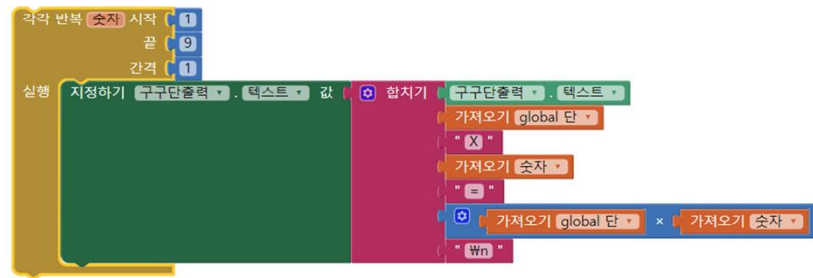 각각 반복 숫자 시작 1
끝 9
간격 1
실행 지정하기 구구단출력 . 텍스트 값 합치기 구구단출력 . 텍스트
가져오기 global 단
" X "
가져오기 숫자
" = "
가져오기 global 단 × 가져오기 숫자
" ₩n "